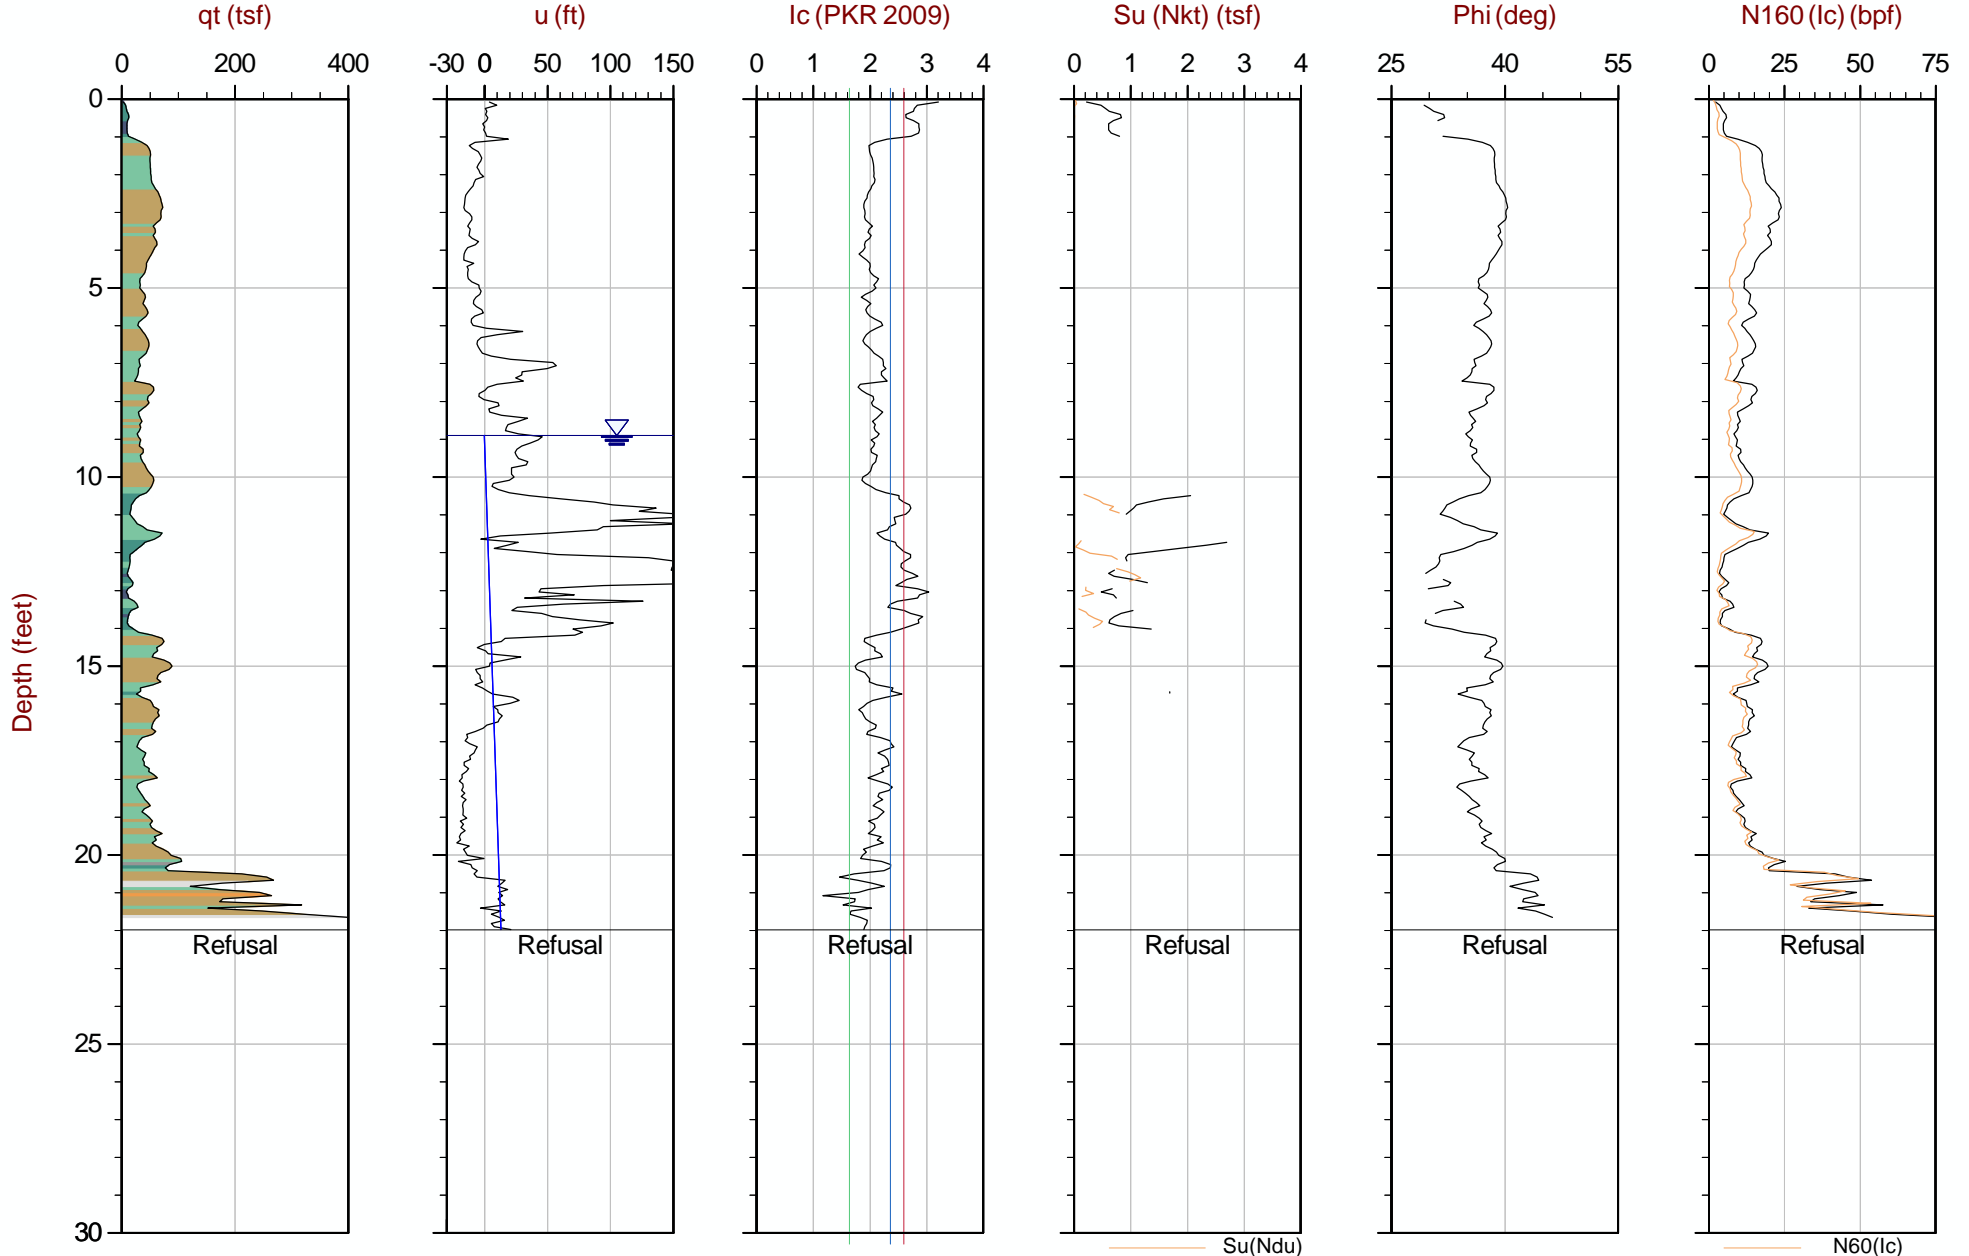 qt (tsf) u (ft) Ic (PKR 2009) Su (Nkt) (tsf) Phi (deg) N160 (Ic) (bpf)
0 200 400 -30 0 50 100 150 0 1 2 3 4 0 1 2 3 4 25 40 55 0 25 50 75
0
5
10
15
20
25
30
Depth (feet)
Refusal Refusal Refusal Refusal Refusal Refusal
Su(Ndu) N60(Ic)